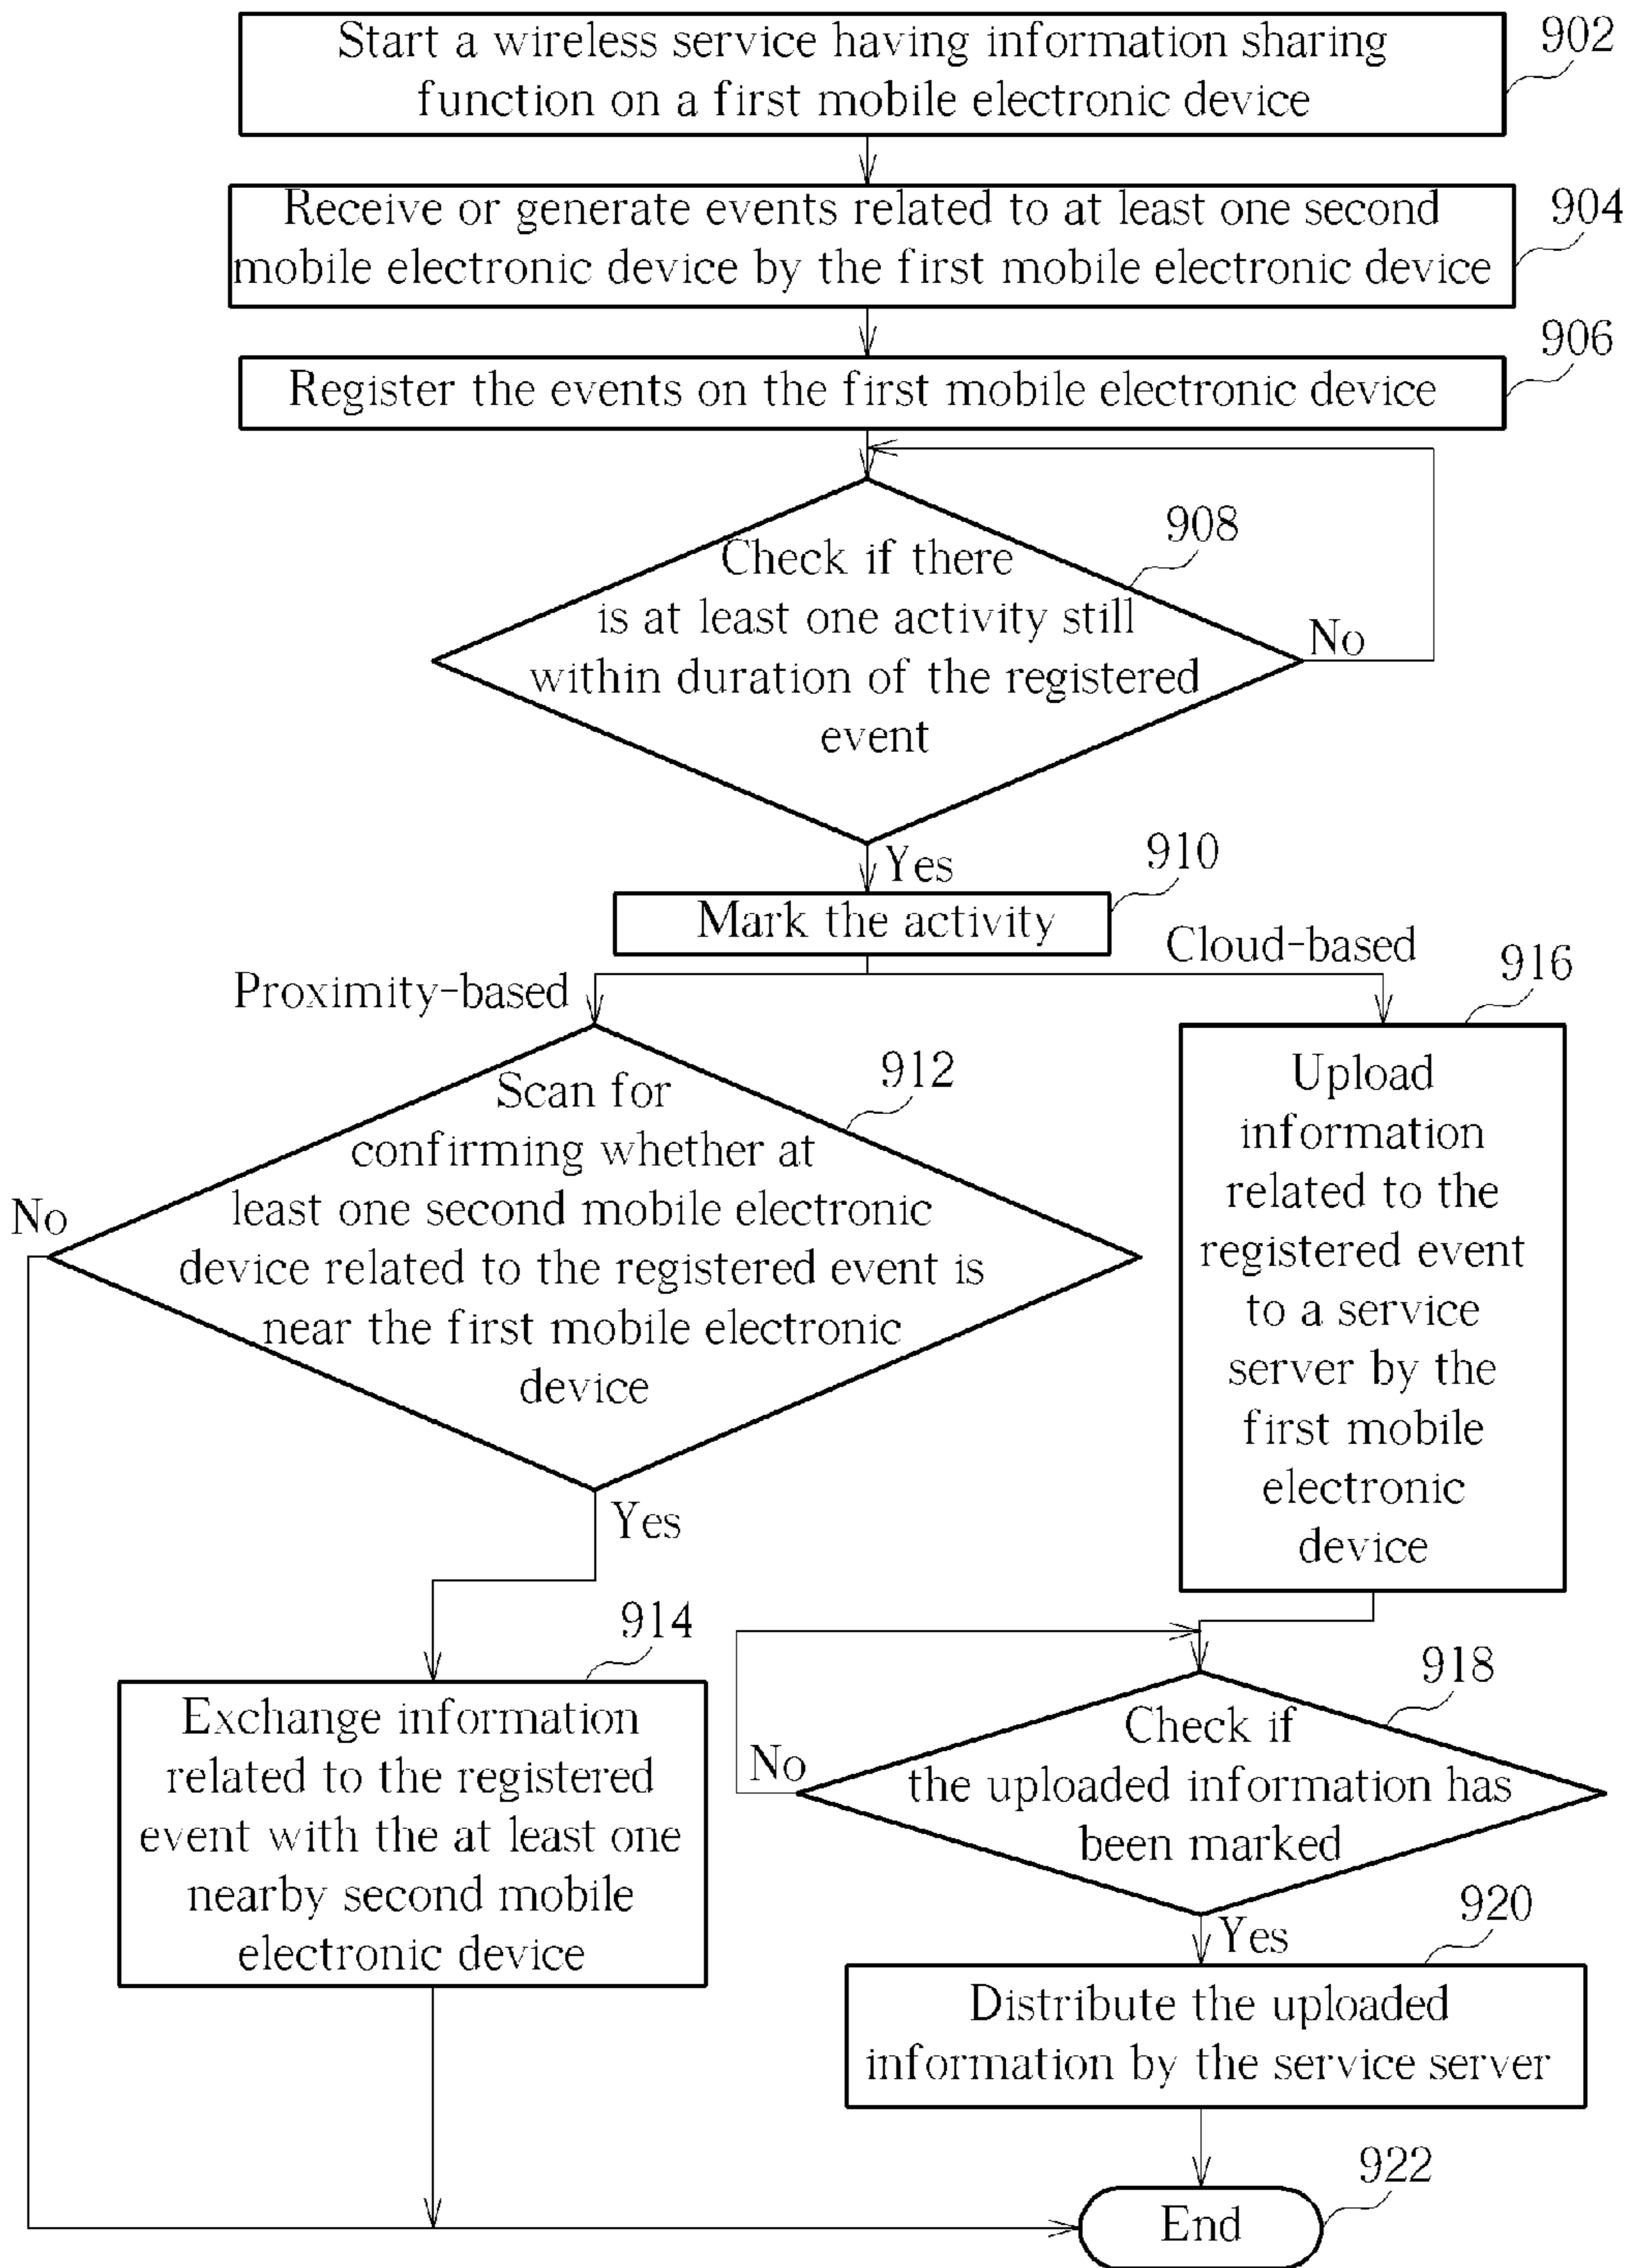 Start a wireless service having information sharing
function on a first mobile electronic device
902
Receive or generate events related to at least one second
mobile electronic device by the first mobile electronic device
904
Register the events on the first mobile electronic device
906
Check if there
is at least one activity still
within duration of the registered
event
908
No
Yes
Mark the activity
910
Proximity-based
Cloud-based
Scan for
confirming whether at
least one second mobile electronic
device related to the registered event is
near the first mobile electronic
device
912
No
Yes
Exchange information
related to the registered
event with the at least one
nearby second mobile
electronic device
914
Upload
information
related to the
registered event
to a service
server by the
first mobile
electronic
device
916
Check if
the uploaded information has
been marked
918
No
Yes
Distribute the uploaded
information by the service server
920
End
922